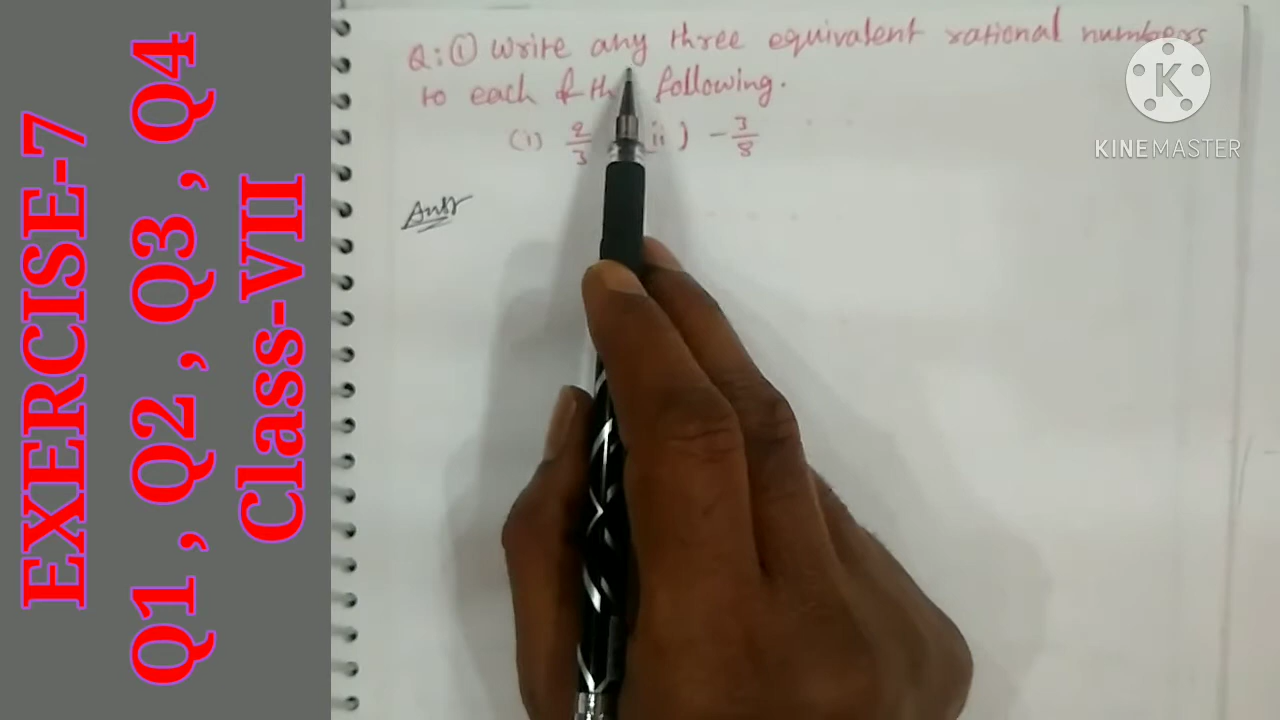 EXERCISE-7
Q1 , Q2 , Q3 , Q4
Class-VII
Q:① Write any three equivalent rational numbers
to each of following.
(i) 2/3 (ii) -3/8
Ans
KINEMASTER